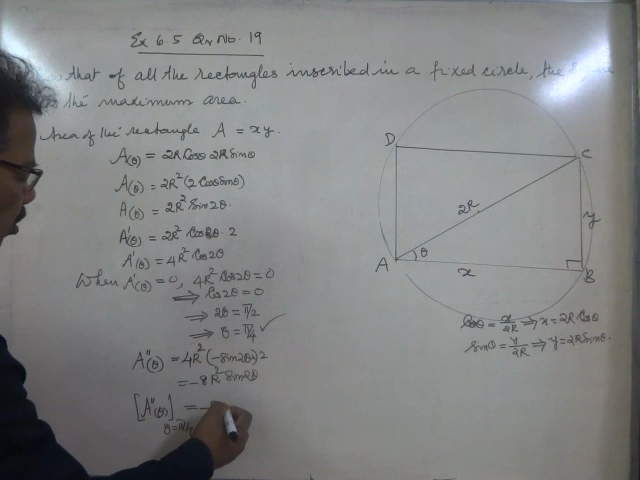 Ex 6.5 Qn No. 19
that of all the rectangles inscribed in a fixed circle, the
the maximum area.
Area of the rectangle A = xy.
A(θ) = 2R Cosθ 2R Sinθ
A(θ) = 2R² (2 Cosθ Sinθ)
A(θ) = 2R² Sin 2θ.
A'(θ) = 2R² Cos2θ · 2
A'(θ) = 4R² Cos2θ
When A'(θ) = 0, 4R² Cos2θ = 0
⇒ Cos2θ = 0
⇒ 2θ = π/2
⇒ θ = π/4 ✓
A''(θ) = 4R² (-Sin2θ) 2
= -8R² Sin2θ
[A''(θ)] = -
θ=π/4
D
C
2R
y
A
θ
x
B
Cosθ = x/2R ⇒ x = 2R Cosθ
Sinθ = y/2R ⇒ y = 2R Sinθ.